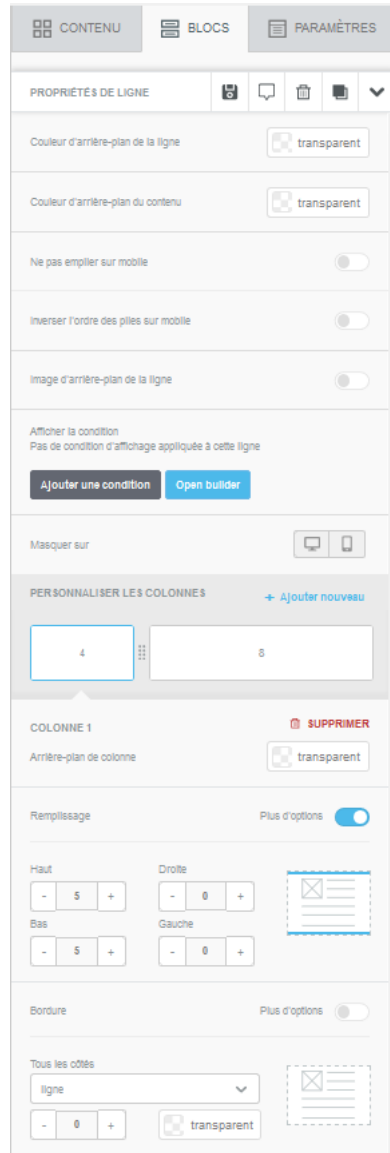 CONTENU BLOCS PARAMÈTRES
PROPRIÉTÉS DE LIGNE
Couleur d'arrière-plan de la ligne transparent
Couleur d'arrière-plan du contenu transparent
Ne pas empiler sur mobile
Inverser l'ordre des piles sur mobile
Image d'arrière-plan de la ligne
Afficher la condition
Pas de condition d'affichage appliquée à cette ligne
Ajouter une condition Open builder
Masquer sur
PERSONNALISER LES COLONNES + Ajouter nouveau
4 8
COLONNE 1 SUPPRIMER
Arrière-plan de colonne transparent
Remplissage Plus d'options
Haut Droite
- 5 + - 0 +
Bas Gauche
- 5 + - 0 +
Bordure Plus d'options
Tous les côtés
ligne
- 0 + transparent